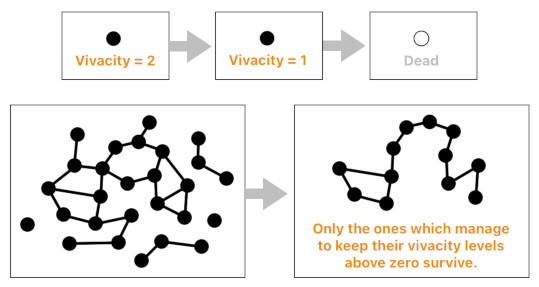 Vivacity = 2
Vivacity = 1
Dead
Only the ones which manage
to keep their vivacity levels
above zero survive.